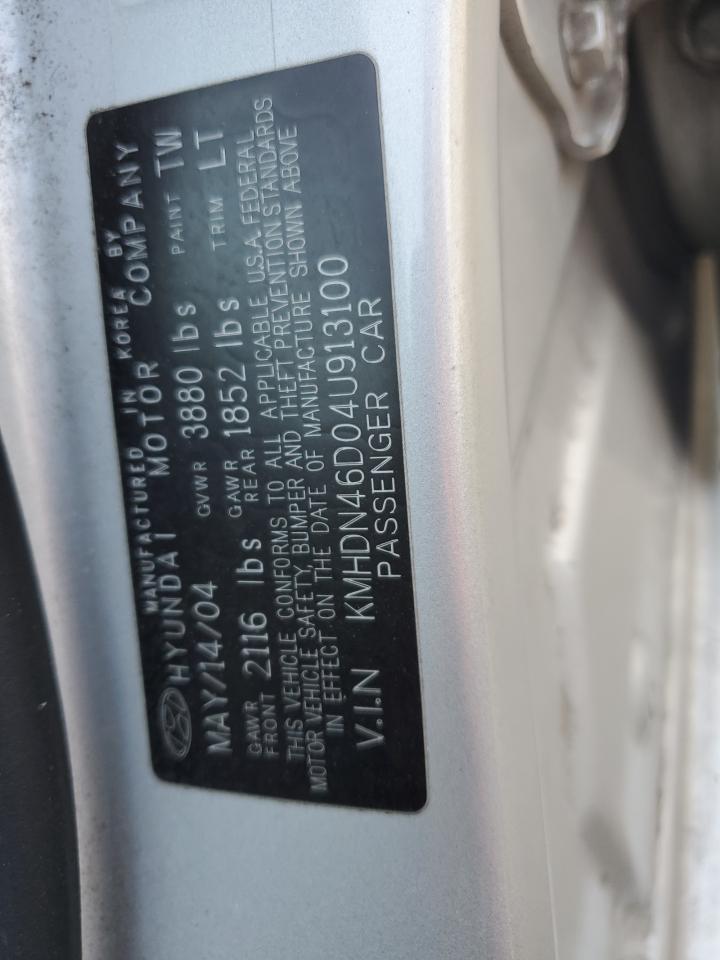 MANUFACTURED IN KOREA BY
HYUNDAI MOTOR COMPANY
MAY/14/04 GVWR 3880 lbs PAINT TW
GAWR FRONT 2116 lbs GAWR REAR 1852 lbs TRIM LT
THIS VEHICLE CONFORMS TO ALL APPLICABLE U.S.A. FEDERAL
MOTOR VEHICLE SAFETY, BUMPER AND THEFT PREVENTION STANDARDS
IN EFFECT ON THE DATE OF MANUFACTURE SHOWN ABOVE
V.I.N KMHDN46D04U913100
PASSENGER CAR